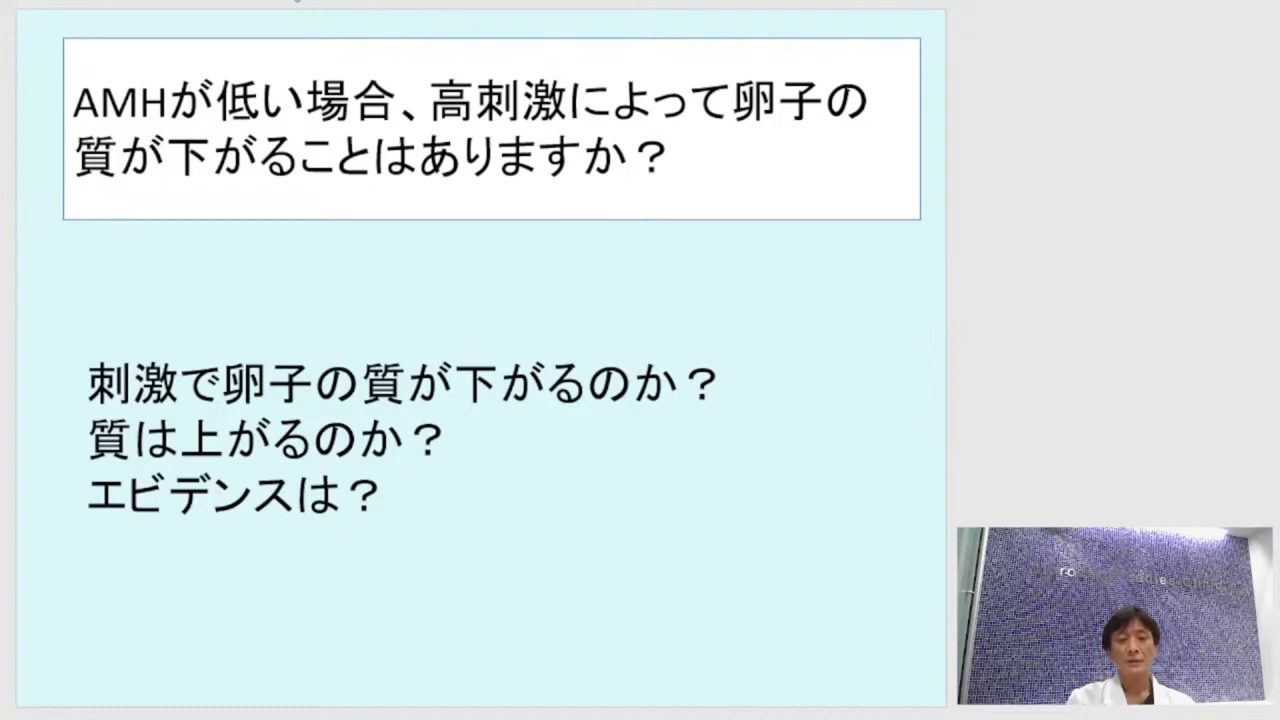 AMHが低い場合、高刺激によって卵子の
質が下がることはありますか？
刺激で卵子の質が下がるのか？
質は上がるのか？
エビデンスは？